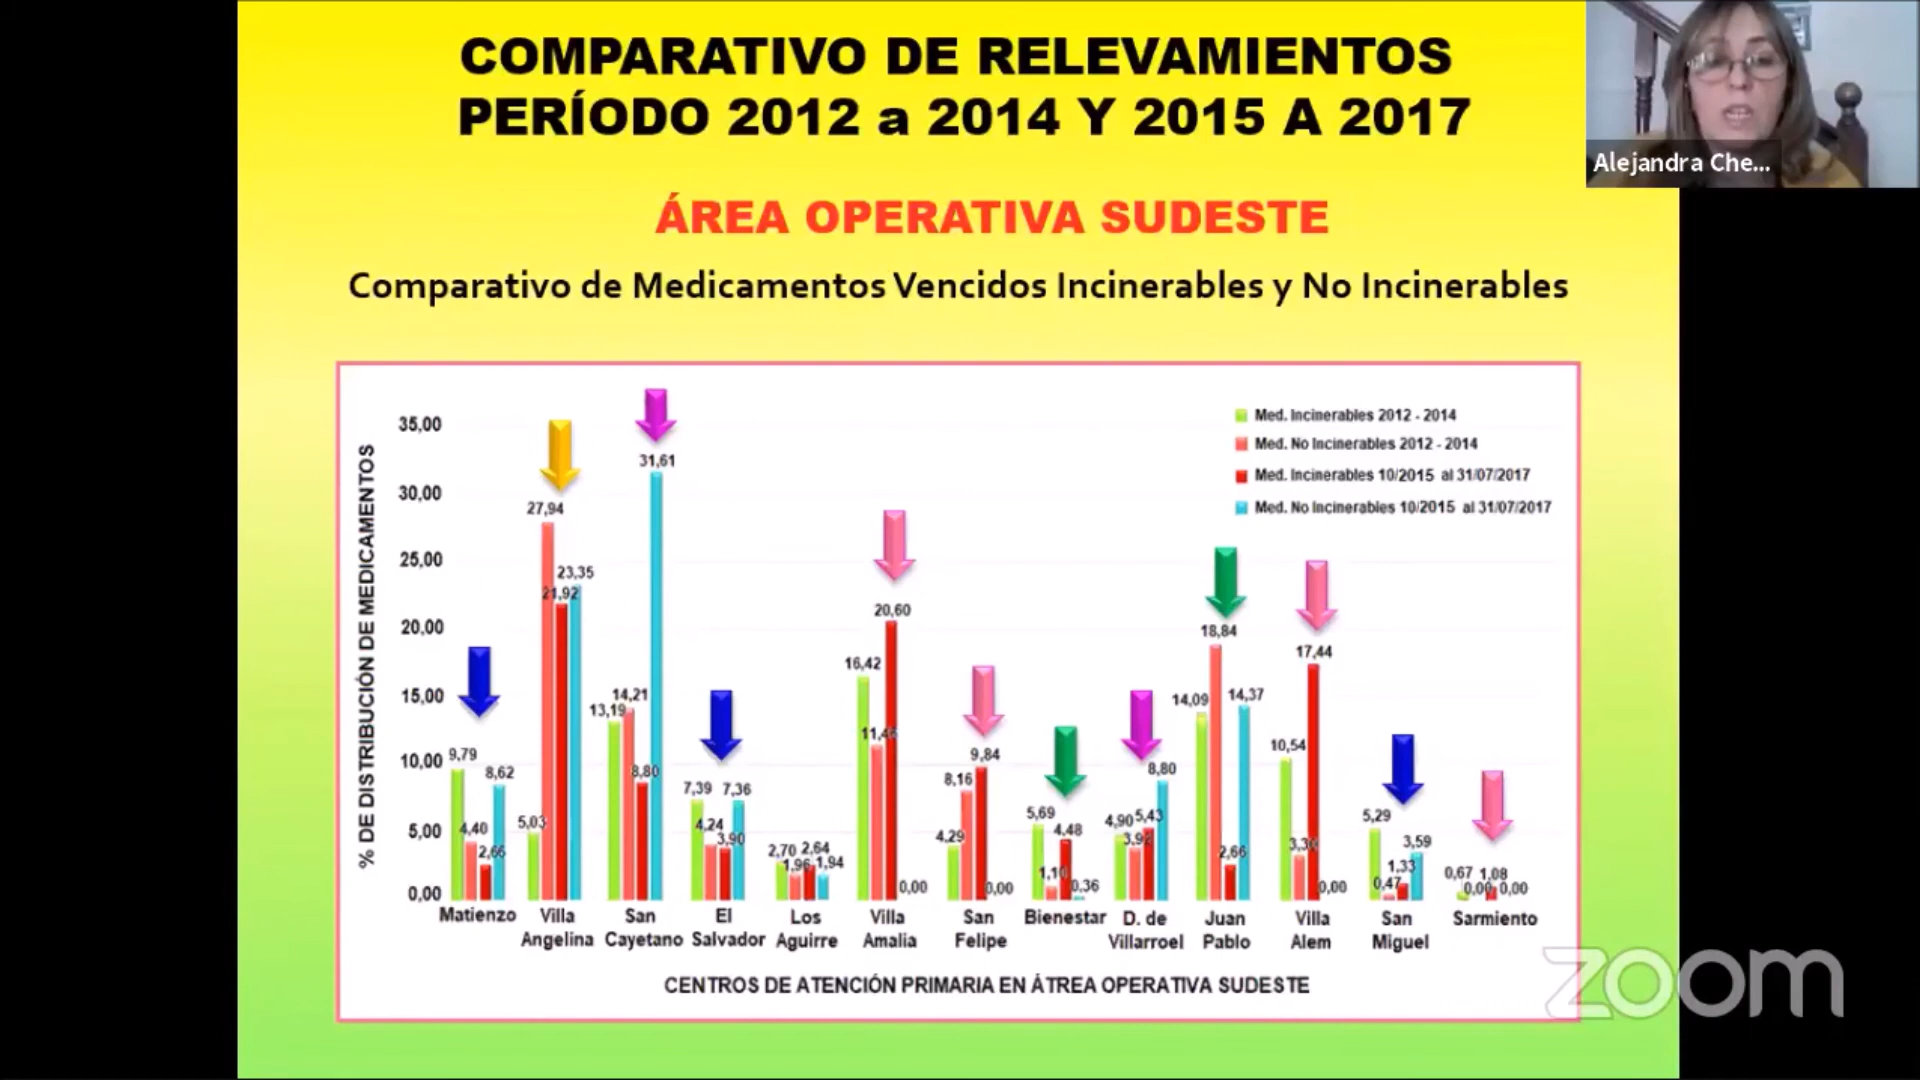 COMPARATIVO DE RELEVAMIENTOS
PERÍODO 2012 a 2014 Y 2015 A 2017
Alejandra Che...
ÁREA OPERATIVA SUDESTE
Comparativo de Medicamentos Vencidos Incinerables y No Incinerables
% DE DISTRIBUCIÓN DE MEDICAMENTOS
35,00
30,00
25,00
20,00
15,00
10,00
5,00
0,00
Med. Incinerables 2012 - 2014
Med. No Incinerables 2012 - 2014
Med. Incinerables 10/2015 al 31/07/2017
Med. No Incinerables 10/2015 al 31/07/2017
9,79
4,40
2,66
8,62
5,03
27,94
21,92
23,35
13,19
14,21
8,80
31,61
7,39
4,24
3,90
7,36
2,70
1,96
2,64
1,94
16,42
11,46
20,60
0,00
4,29
8,16
9,84
0,00
5,69
1,10
4,48
0,36
4,90
5,43
8,80
14,09
18,84
2,66
14,37
10,54
17,44
0,00
5,29
0,47
1,33
3,59
0,67
0,00
1,08
0,00
Matienzo
Villa
Angelina
San
Cayetano
El
Salvador
Los
Aguirre
Villa
Amalia
San
Felipe
Bienestar
D. de
Villarroel
Juan
Pablo
Villa
Alem
San
Miguel
Sarmiento
CENTROS DE ATENCIÓN PRIMARIA EN ÁTREA OPERATIVA SUDESTE
zoom